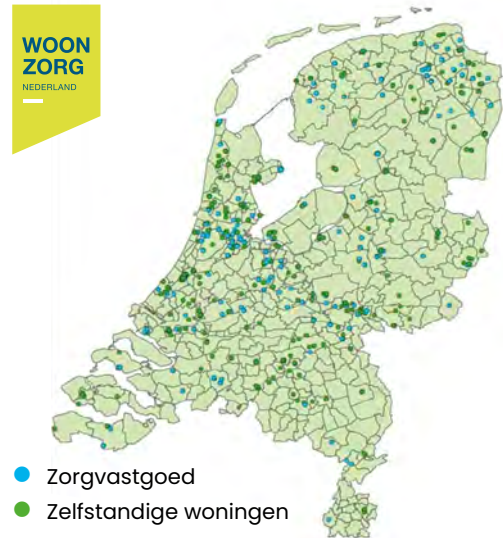 WOON
ZORG
NEDERLAND
Zorgvastgoed
Zelfstandige woningen